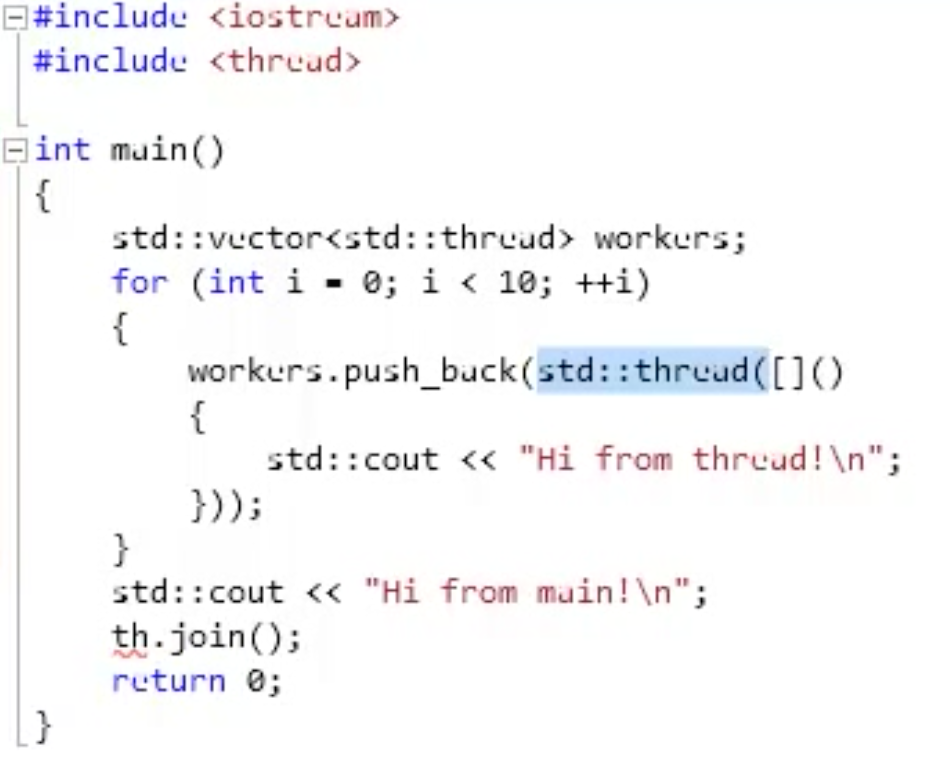 #include <iostream>
#include <thread>
int main()
{
std::vector<std::thread> workers;
for (int i = 0; i < 10; ++i)
{
workers.push_back(std::thread([]()
{
std::cout << "Hi from thread!\n";
}));
}
std::cout << "Hi from main!\n";
th.join();
return 0;
}